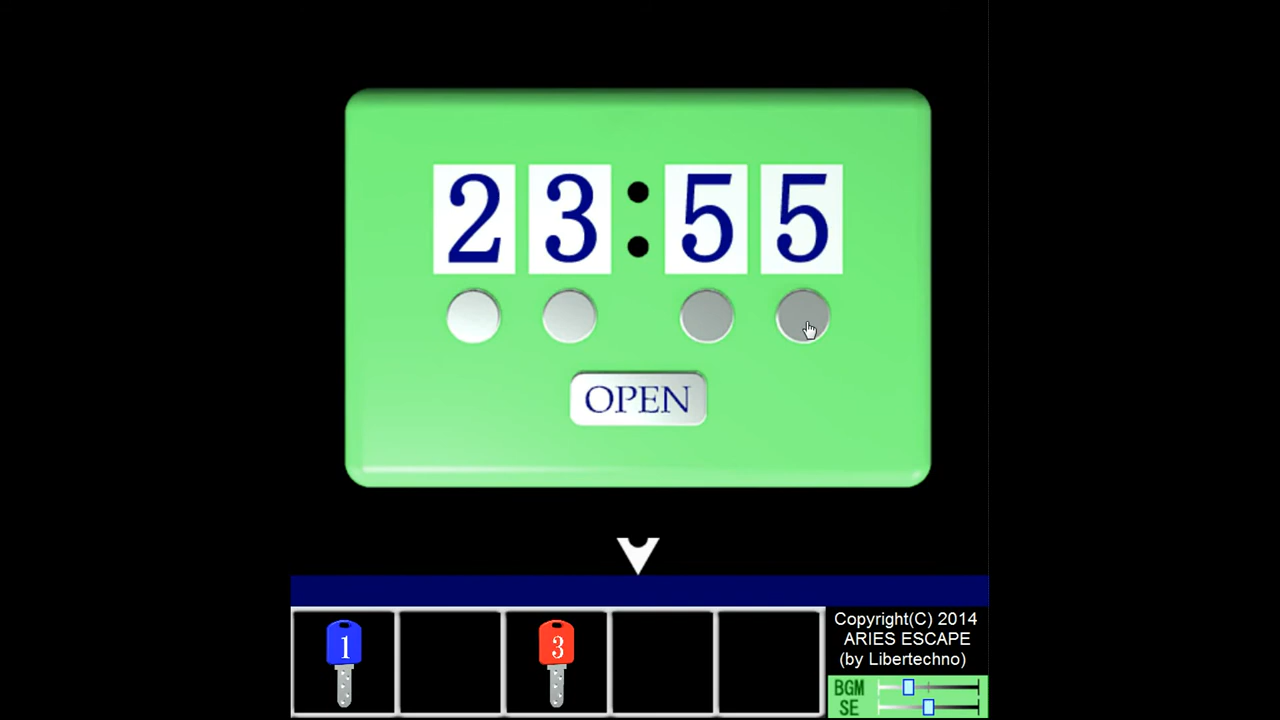 23:55
OPEN
1
3
Copyright(C) 2014
ARIES ESCAPE
(by Libertechno)
BGM
SE